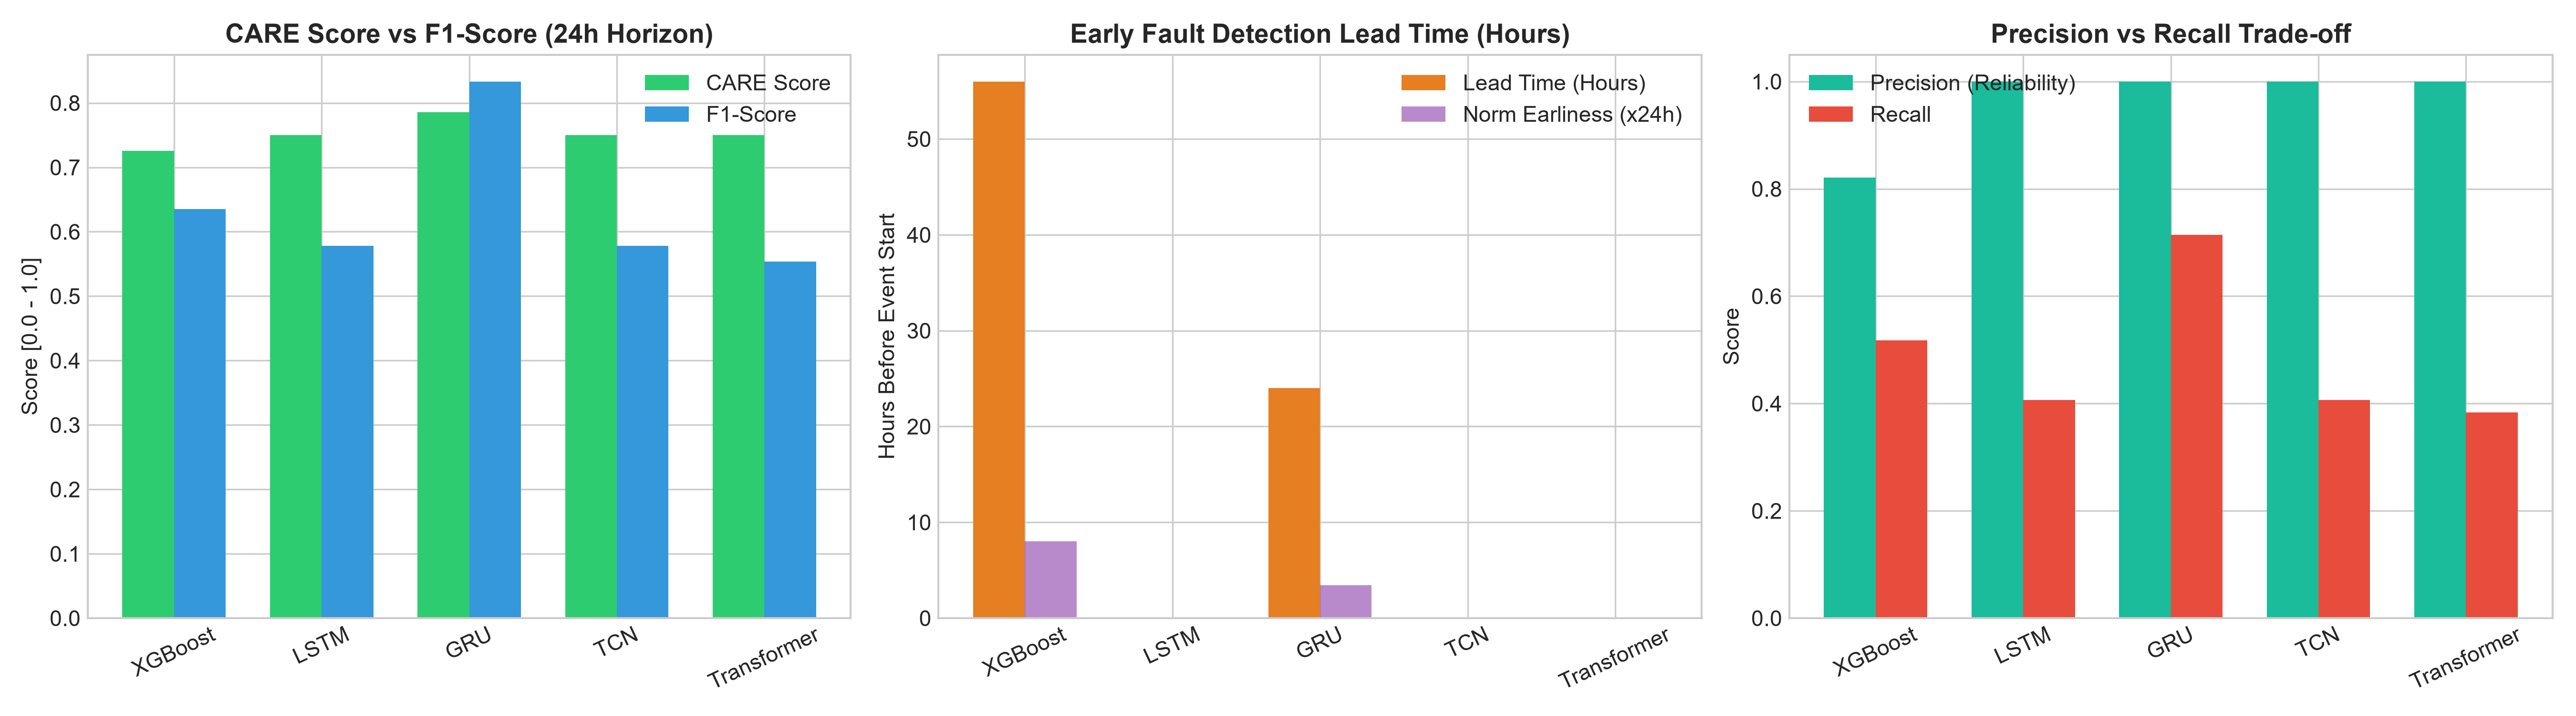 CARE Score vs F1-Score (24h Horizon)
CARE Score
F1-Score
Score [0.0 - 1.0]
0.8
0.7
0.6
0.5
0.4
0.3
0.2
0.1
0.0
XGBoost
LSTM
GRU
TCN
Transformer
Early Fault Detection Lead Time (Hours)
Lead Time (Hours)
Norm Earliness (x24h)
Hours Before Event Start
50
40
30
20
10
0
XGBoost
LSTM
GRU
TCN
Transformer
Precision vs Recall Trade-off
Precision (Reliability)
Recall
Score
1.0
0.8
0.6
0.4
0.2
0.0
XGBoost
LSTM
GRU
TCN
Transformer